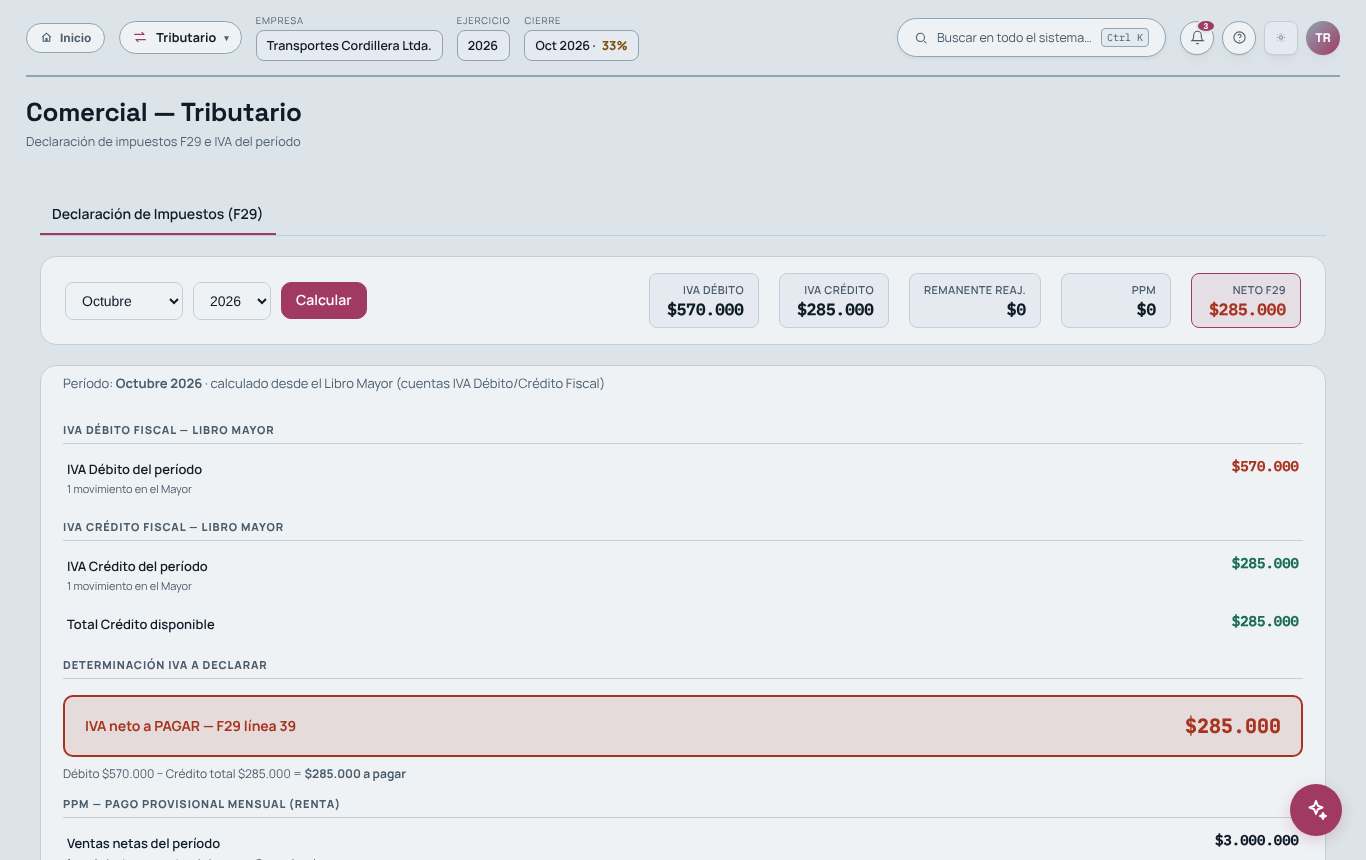 Inicio
Tributario
EMPRESA
Transportes Cordillera Ltda.
EJERCICIO
2026
CIERRE
Oct 2026 · 33%
Buscar en todo el sistema...
Ctrl K
3
TR
Comercial — Tributario
Declaración de impuestos F29 e IVA del período
Declaración de Impuestos (F29)
Octubre
2026
Calcular
IVA DÉBITO
$570.000
IVA CRÉDITO
$285.000
REMANENTE REAJ.
$0
PPM
$0
NETO F29
$285.000
Período: Octubre 2026 · calculado desde el Libro Mayor (cuentas IVA Débito/Crédito Fiscal)
IVA DÉBITO FISCAL — LIBRO MAYOR
IVA Débito del período
$570.000
1 movimiento en el Mayor
IVA CRÉDITO FISCAL — LIBRO MAYOR
IVA Crédito del período
$285.000
1 movimiento en el Mayor
Total Crédito disponible
$285.000
DETERMINACIÓN IVA A DECLARAR
IVA neto a PAGAR — F29 línea 39
$285.000
Débito $570.000 − Crédito total $285.000 = $285.000 a pagar
PPM — PAGO PROVISIONAL MENSUAL (RENTA)
Ventas netas del período
$3.000.000